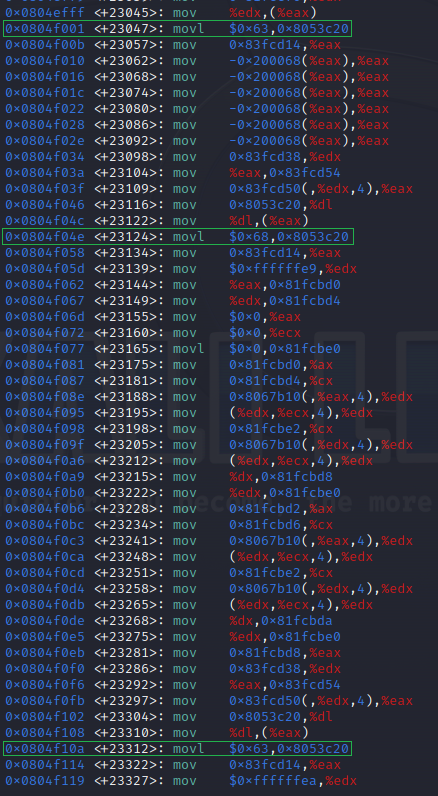 0x0804efff <+23045>: mov %edx,(%eax)
0x0804f001 <+23047>: movl $0x63,0x8053c20
0x0804f00b <+23057>: mov 0x83fcd14,%eax
0x0804f010 <+23062>: mov -0x200068(%eax),%eax
0x0804f016 <+23068>: mov -0x200068(%eax),%eax
0x0804f01c <+23074>: mov -0x200068(%eax),%eax
0x0804f022 <+23080>: mov -0x200068(%eax),%eax
0x0804f028 <+23086>: mov -0x200068(%eax),%eax
0x0804f02e <+23092>: mov -0x200068(%eax),%eax
0x0804f034 <+23098>: mov 0x83fcd38,%edx
0x0804f03a <+23104>: mov %eax,0x83fcd54
0x0804f03f <+23109>: mov 0x83fcd50(,%edx,4),%eax
0x0804f046 <+23116>: mov 0x8053c20,%dl
0x0804f04c <+23122>: mov %dl,(%eax)
0x0804f04e <+23124>: movl $0x68,0x8053c20
0x0804f058 <+23134>: mov 0x83fcd14,%eax
0x0804f05d <+23139>: mov $0xffffffe9,%edx
0x0804f062 <+23144>: mov %eax,0x81fcbd0
0x0804f067 <+23149>: mov %edx,0x81fcbd4
0x0804f06d <+23155>: mov $0x0,%eax
0x0804f072 <+23160>: mov $0x0,%ecx
0x0804f077 <+23165>: movl $0x0,0x81fcbe0
0x0804f081 <+23175>: mov 0x81fcbd0,%ax
0x0804f087 <+23181>: mov 0x81fcbd4,%cx
0x0804f08e <+23188>: mov 0x8067b10(,%eax,4),%edx
0x0804f095 <+23195>: mov (%edx,%ecx,4),%edx
0x0804f098 <+23198>: mov 0x81fcbe2,%cx
0x0804f09f <+23205>: mov 0x8067b10(,%edx,4),%edx
0x0804f0a6 <+23212>: mov (%edx,%ecx,4),%edx
0x0804f0a9 <+23215>: mov %dx,0x81fcbd8
0x0804f0b0 <+23222>: mov %edx,0x81fcbe0
0x0804f0b6 <+23228>: mov 0x81fcbd2,%ax
0x0804f0bc <+23234>: mov 0x81fcbd6,%cx
0x0804f0c3 <+23241>: mov 0x8067b10(,%eax,4),%edx
0x0804f0ca <+23248>: mov (%edx,%ecx,4),%edx
0x0804f0cd <+23251>: mov 0x81fcbe2,%cx
0x0804f0d4 <+23258>: mov 0x8067b10(,%edx,4),%edx
0x0804f0db <+23265>: mov (%edx,%ecx,4),%edx
0x0804f0de <+23268>: mov %dx,0x81fcbda
0x0804f0e5 <+23275>: mov %edx,0x81fcbe0
0x0804f0eb <+23281>: mov 0x81fcbd8,%eax
0x0804f0f0 <+23286>: mov 0x83fcd38,%edx
0x0804f0f6 <+23292>: mov %eax,0x83fcd54
0x0804f0fb <+23297>: mov 0x83fcd50(,%edx,4),%eax
0x0804f102 <+23304>: mov 0x8053c20,%dl
0x0804f108 <+23310>: mov %dl,(%eax)
0x0804f10a <+23312>: movl $0x63,0x8053c20
0x0804f114 <+23322>: mov 0x83fcd14,%eax
0x0804f119 <+23327>: mov $0xffffffea,%edx